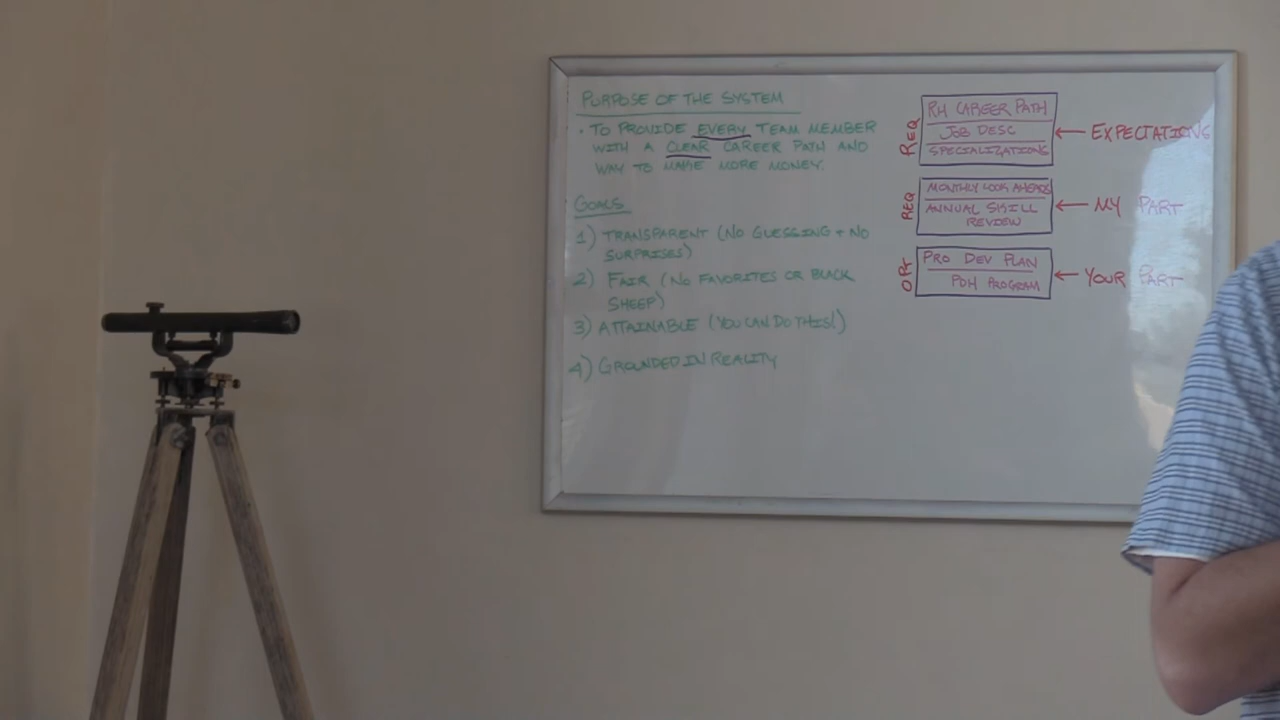 PURPOSE OF THE SYSTEM
• TO PROVIDE EVERY TEAM MEMBER
WITH A CLEAR CAREER PATH AND
WAY TO MAKE MORE MONEY.
GOALS
1) TRANSPARENT (NO GUESSING + NO
SURPRISES)
2) FAIR (NO FAVORITES OR BLACK
SHEEP)
3) ATTAINABLE (YOU CAN DO THIS!)
4) GROUNDED IN REALITY
REQ
RH CAREER PATH
JOB DESC
SPECIALIZATIONS
← EXPECTATIONS
REQ
MONTHLY LOOK AHEADS
ANNUAL SKILL
REVIEW
← MY PART
OPT
PRO DEV PLAN
PDH PROGRAM
← YOUR PART